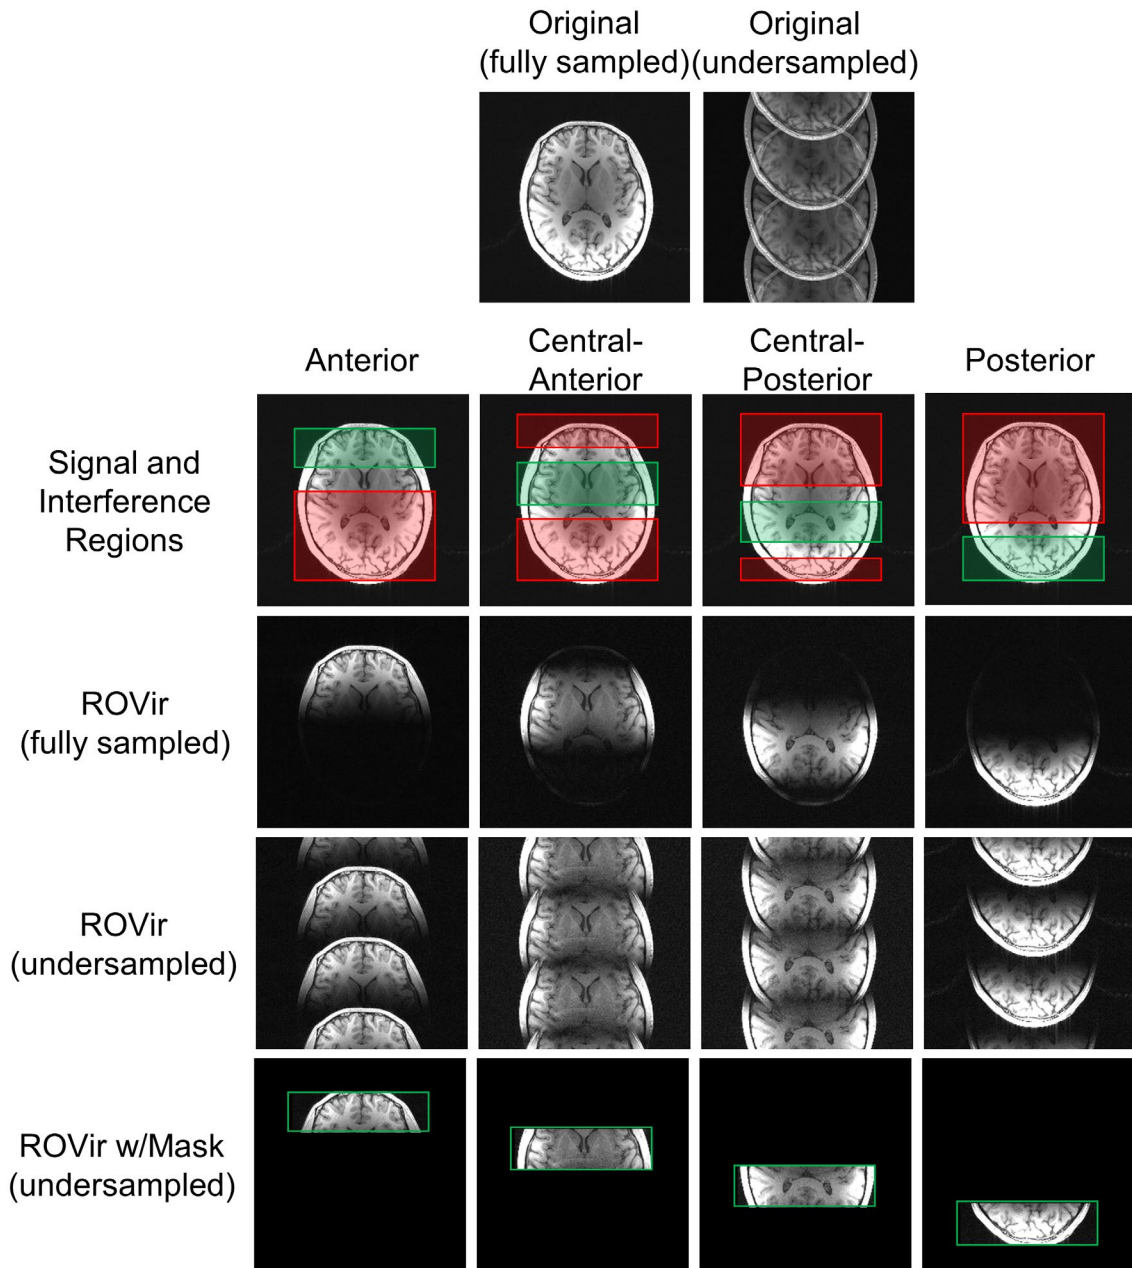 Original
(fully sampled)
Original
(undersampled)
Anterior
Central-
Anterior
Central-
Posterior
Posterior
Signal and
Interference
Regions
ROVir
(fully sampled)
ROVir
(undersampled)
ROVir w/Mask
(undersampled)